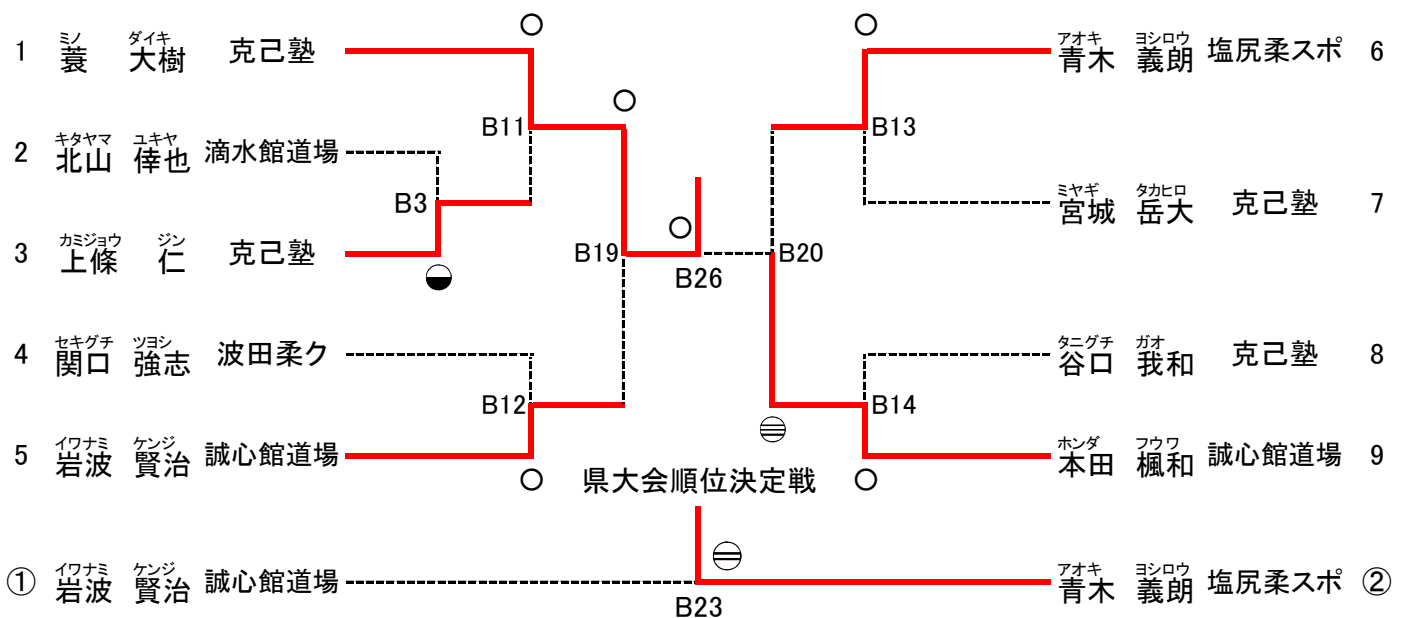 ミノ ダイキ
1 蓑 大樹 克己塾
キタヤマ ユキヤ
2 北山 倖也 滴水館道場
カミジョウ ジン
3 上條 仁 克己塾
セキグチ ツヨシ
4 関口 強志 波田柔ク
イワナミ ケンジ
5 岩波 賢治 誠心館道場
B11
B3
B19
B12
B26
B13
B20
B14
アオキ ヨシロウ
青木 義朗 塩尻柔スポ 6
ミヤギ タカヒロ
宮城 岳大 克己塾 7
タニグチ ガオ
谷口 我和 克己塾 8
ホンダ フウワ
本田 楓和 誠心館道場 9
県大会順位決定戦
イワナミ ケンジ
① 岩波 賢治 誠心館道場
B23
アオキ ヨシロウ
青木 義朗 塩尻柔スポ ②